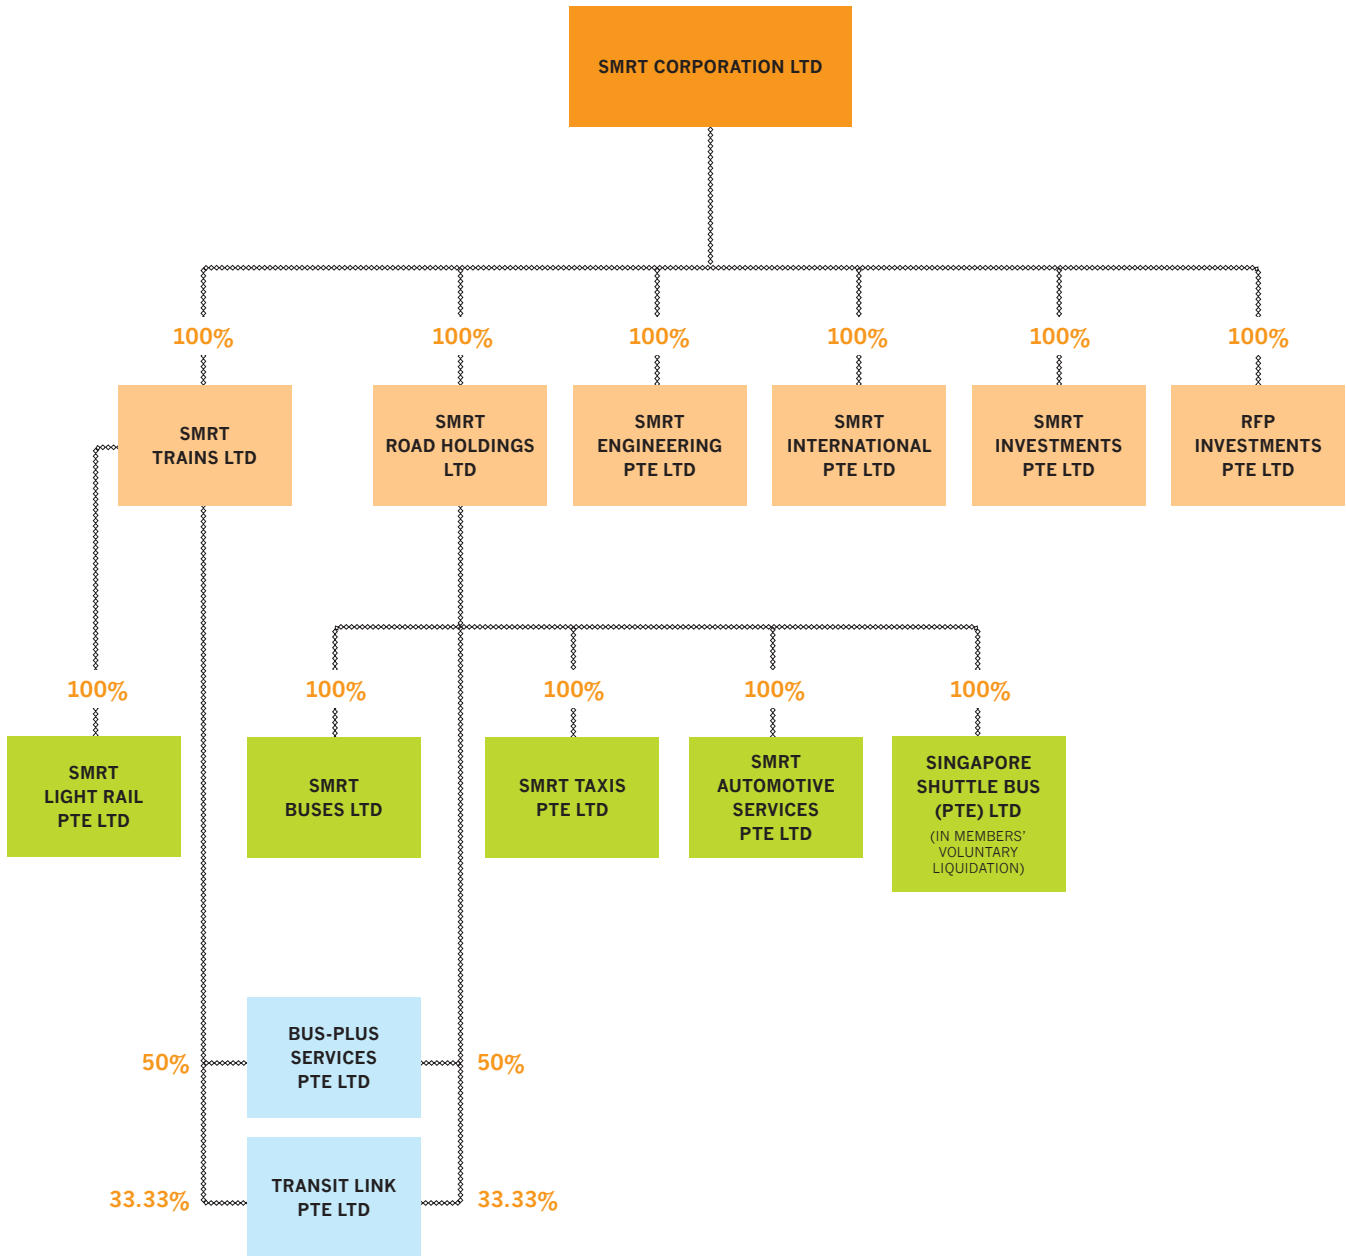 SMRT CORPORATION LTD
100%
100%
100%
100%
100%
100%
SMRT
TRAINS LTD
SMRT
ROAD HOLDINGS
LTD
SMRT
ENGINEERING
PTE LTD
SMRT
INTERNATIONAL
PTE LTD
SMRT
INVESTMENTS
PTE LTD
RFP
INVESTMENTS
PTE LTD
100%
100%
100%
100%
100%
SMRT
LIGHT RAIL
PTE LTD
SMRT
BUSES LTD
SMRT TAXIS
PTE LTD
SMRT
AUTOMOTIVE
SERVICES
PTE LTD
SINGAPORE
SHUTTLE BUS
(PTE) LTD
(IN MEMBERS’
VOLUNTARY
LIQUIDATION)
50%
BUS-PLUS
SERVICES
PTE LTD
50%
33.33%
TRANSIT LINK
PTE LTD
33.33%